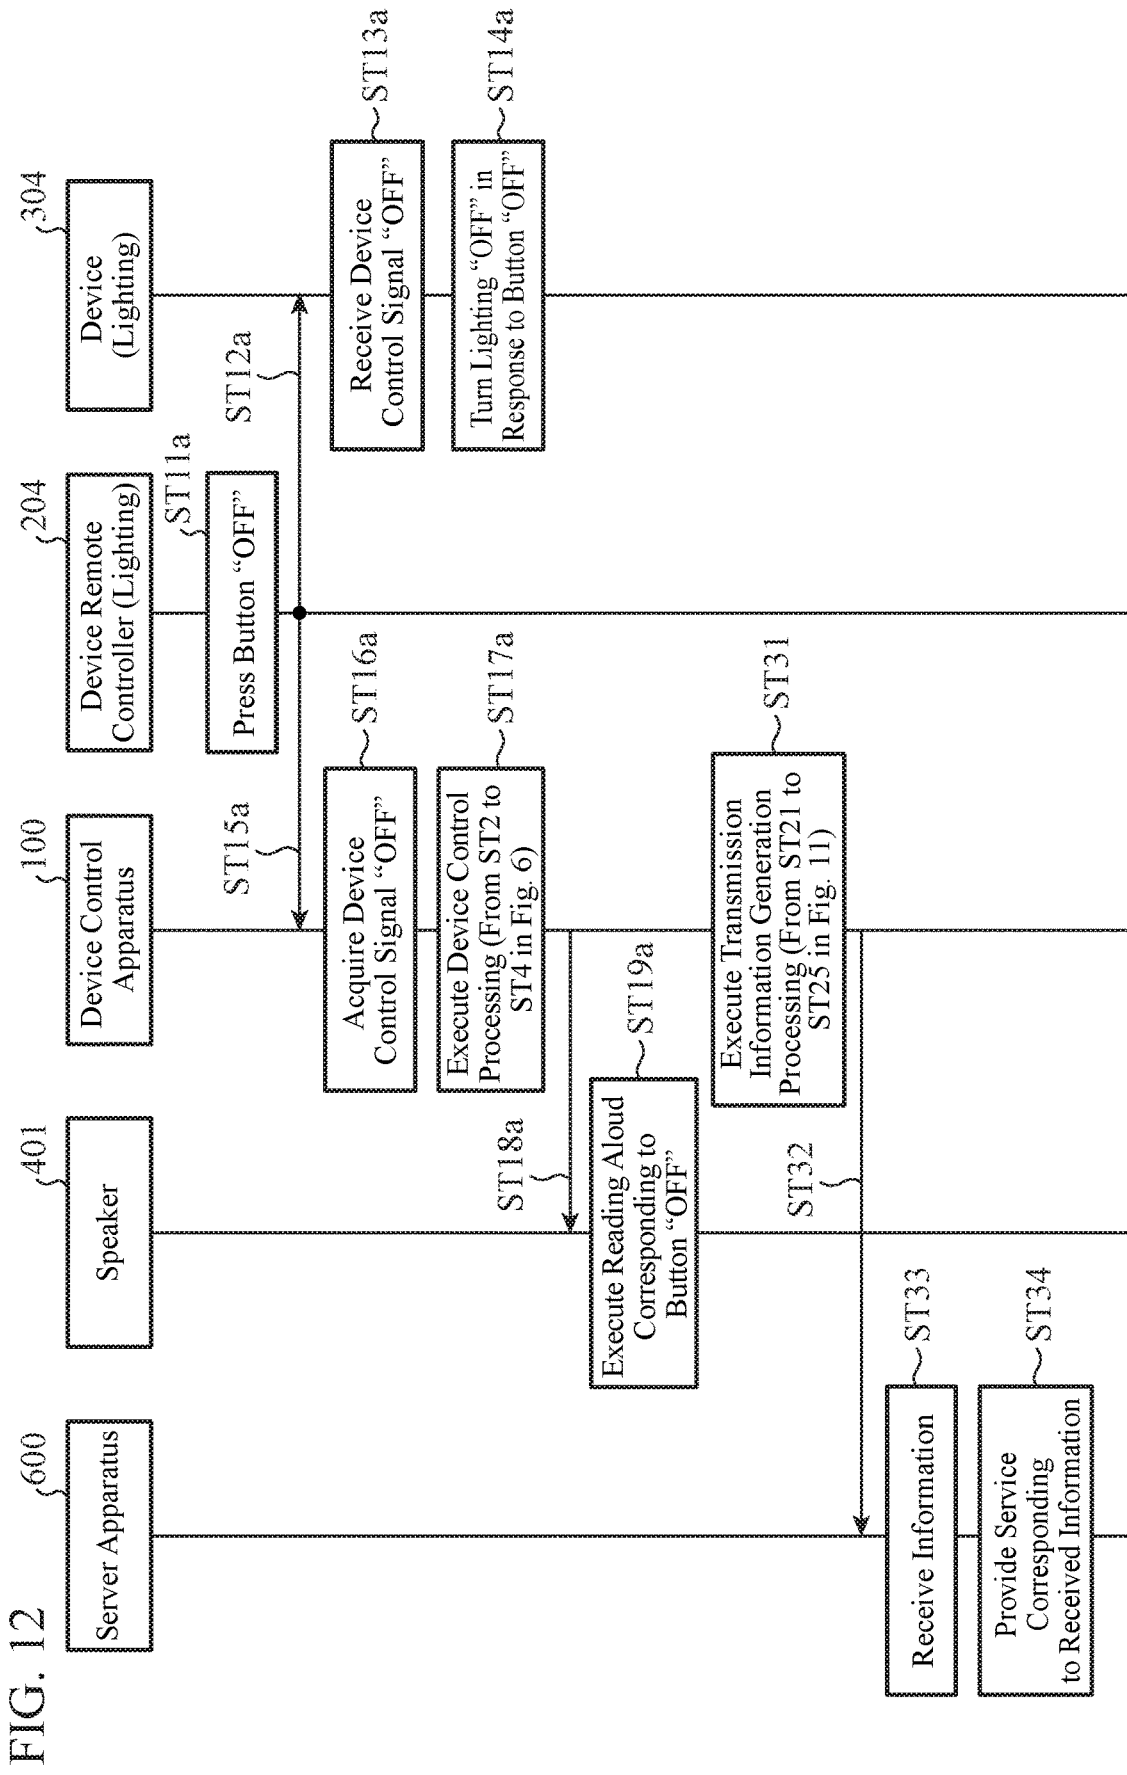 FIG. 12
600
Server Apparatus
401
Speaker
100
Device Control
Apparatus
204
Device Remote
Controller (Lighting)
304
Device
(Lighting)
ST11a
Press Button “OFF”
ST15a
ST12a
Acquire Device
Control Signal “OFF”
ST16a
Receive Device
Control Signal “OFF”
ST13a
Execute Device Control
Processing (From ST2 to
ST4 in Fig. 6)
ST17a
Turn Lighting “OFF” in
Response to Button “OFF”
ST14a
ST18a
Execute Reading Aloud
Corresponding to
Button “OFF”
ST19a
Execute Transmission
Information Generation
Processing (From ST21 to
ST25 in Fig. 11)
ST31
ST32
Receive Information
ST33
Provide Service
Corresponding
to Received Information
ST34